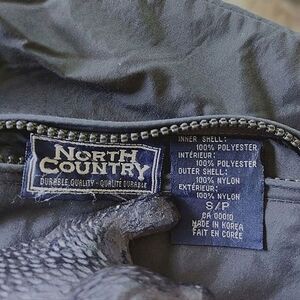 NORTH
COUNTRY
DURABLE QUALITY - QUALITÉ DURABLE
INNER SHELL:
100% POLYESTER
INTÉRIEUR:
100% POLYESTER
OUTER SHELL:
100% NYLON
EXTÉRIEUR:
100% NYLON
S/P
CA 00010
MADE IN KOREA
FAIT EN CORÉE